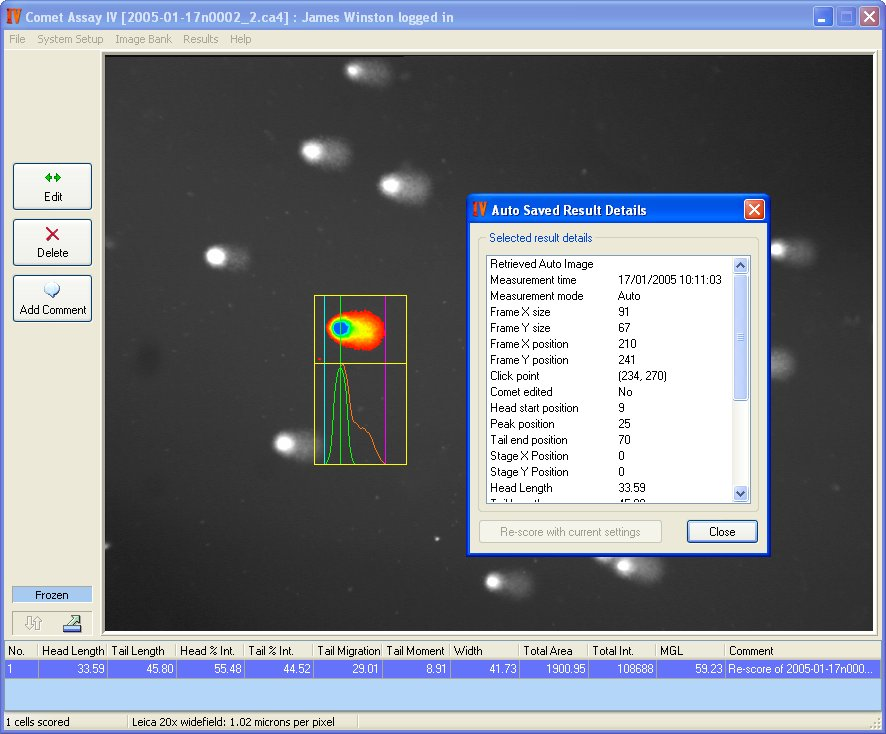 IV Comet Assay IV [2005-01-17n0002_2.ca4] : James Winston logged in
File System Setup Image Bank Results Help
Edit
Delete
Add Comment
IV Auto Saved Result Details
Selected result details
Retrieved Auto Image
Measurement time 17/01/2005 10:11:03
Measurement mode Auto
Frame X size 91
Frame Y size 67
Frame X position 210
Frame Y position 241
Click point (234, 270)
Comet edited No
Head start position 9
Peak position 25
Tail end position 70
Stage X Position 0
Stage Y Position 0
Head Length 33.59
Re-score with current settings Close
Frozen
No. Head Length Tail Length Head % Int. Tail % Int. Tail Migration Tail Moment Width Total Area Total Int. MGL Comment
1 33.59 45.80 55.48 44.52 29.01 8.91 41.73 1900.95 108688 59.23 Re-score of 2005-01-17n000...
1 cells scored Leica 20x widefield: 1.02 microns per pixel